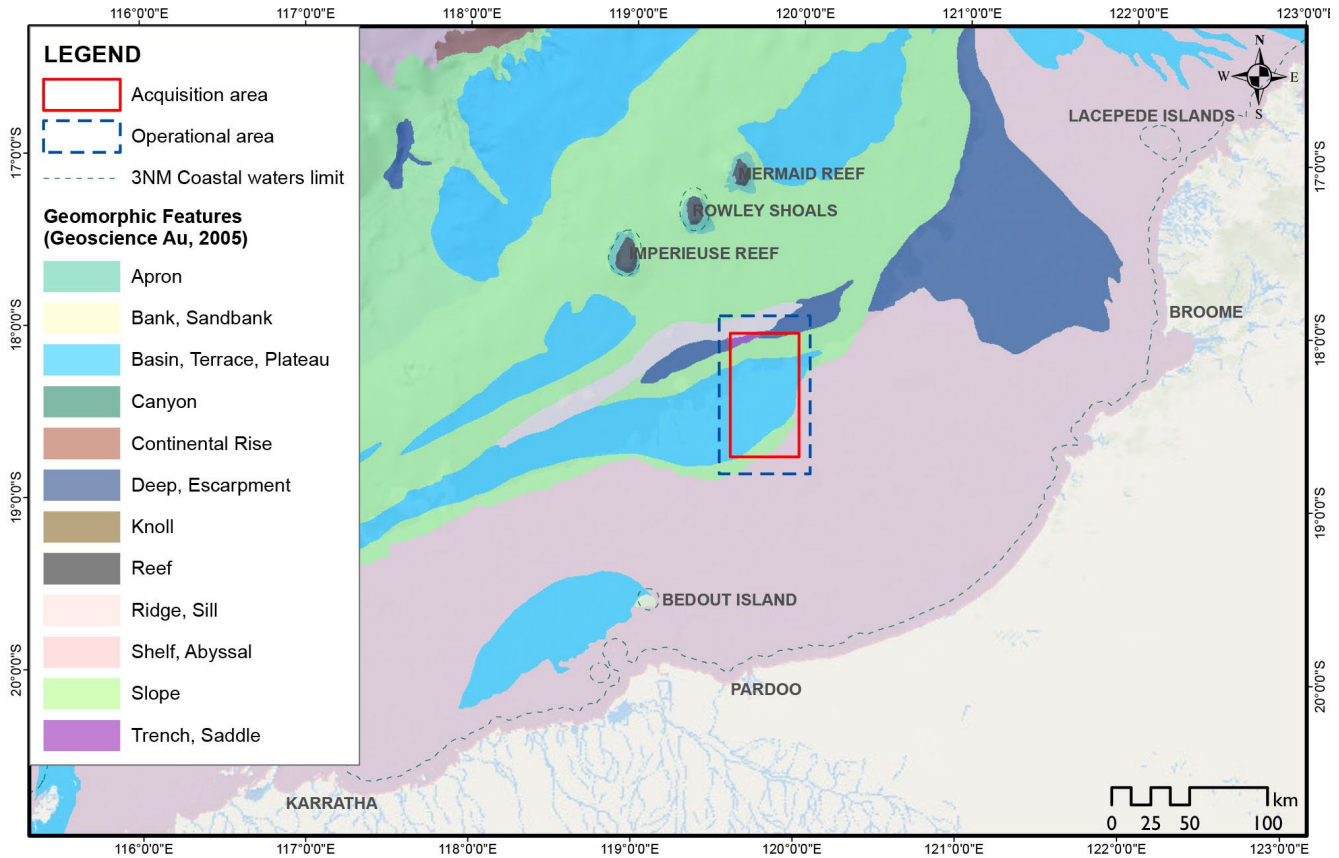 116°0'0"E 117°0'0"E 118°0'0"E 119°0'0"E 120°0'0"E 121°0'0"E 122°0'0"E 123°0'0"E
LEGEND
Acquisition area
Operational area
3NM Coastal waters limit
Geomorphic Features
(Geoscience Au, 2005)
Apron
Bank, Sandbank
Basin, Terrace, Plateau
Canyon
Continental Rise
Deep, Escarpment
Knoll
Reef
Ridge, Sill
Shelf, Abyssal
Slope
Trench, Saddle
17°0'0"S
18°0'0"S
19°0'0"S
20°0'0"S
N
W E
S
LACEPEDE ISLANDS
MERMAID REEF
ROWLEY SHOALS
IMPERIEUSE REEF
BROOME
BEDOUT ISLAND
PARDOO
KARRATHA
17°0'0"S
18°0'0"S
19°0'0"S
20°0'0"S
km
0 25 50 100
116°0'0"E 117°0'0"E 118°0'0"E 119°0'0"E 120°0'0"E 121°0'0"E 122°0'0"E 123°0'0"E